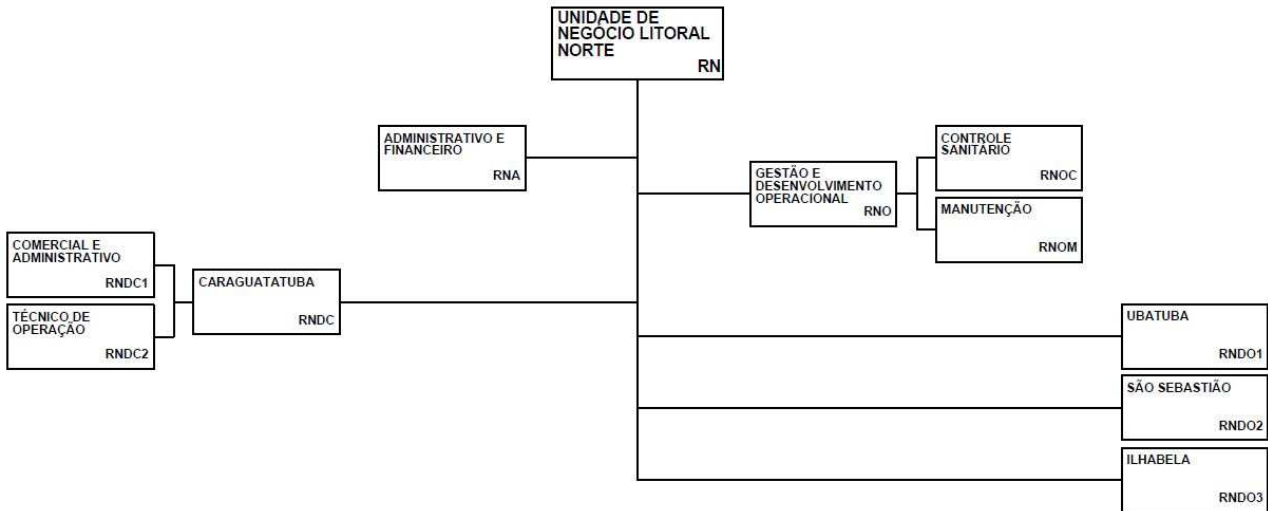 UNIDADE DE
NEGÓCIO LITORAL
NORTE
RN
ADMINISTRATIVO E
FINANCEIRO
RNA
GESTÃO E
DESENVOLVIMENTO
OPERACIONAL
RNO
CONTROLE
SANITÁRIO
RNOC
MANUTENÇÃO
RNOM
COMERCIAL E
ADMINISTRATIVO
RNDC1
TÉCNICO DE
OPERAÇÃO
RNDC2
CARAGUATATUBA
RNDC
UBATUBA
RNDO1
SÃO SEBASTIÃO
RNDO2
ILHABELA
RNDO3